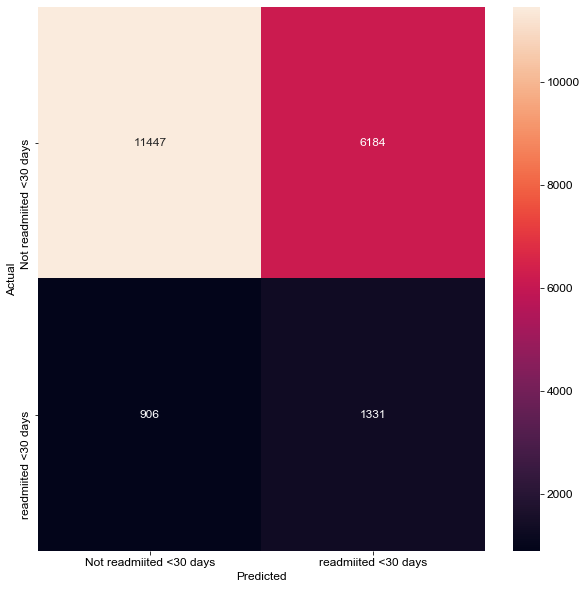 11447
6184
906
1331
Not readmiited <30 days
readmiited <30 days
Actual
Not readmiited <30 days
readmiited <30 days
Predicted
10000
8000
6000
4000
2000